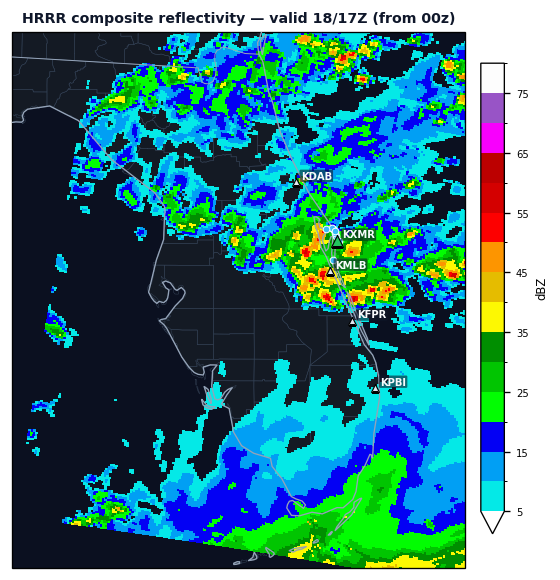 HRRR composite reflectivity — valid 18/17Z (from 00z)
KDAB
KXMR
KMLB
KFPR
KPBI
75
65
55
45
35
25
15
5
dBZ